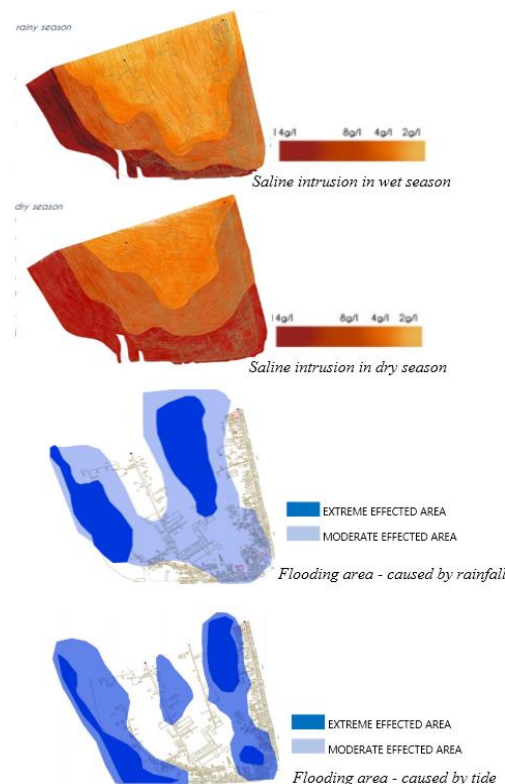 rainy season
14g/l 8g/l 4g/l 2g/l
Saline intrusion in wet season
dry season
14g/l 8g/l 4g/l 2g/l
Saline intrusion in dry season
EXTREME EFFECTED AREA
MODERATE EFFECTED AREA
Flooding area - caused by rainfall
EXTREME EFFECTED AREA
MODERATE EFFECTED AREA
Flooding area - caused by tide